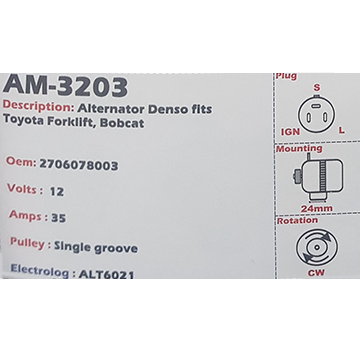 AM-3203
Description: Alternator Denso fits
Toyota Forklift, Bobcat
Oem: 2706078003
Volts : 12
Amps : 35
Pulley : Single groove
Electrolog : ALT6021
Plug
S
IGN L
Mounting
24mm
Rotation
CW